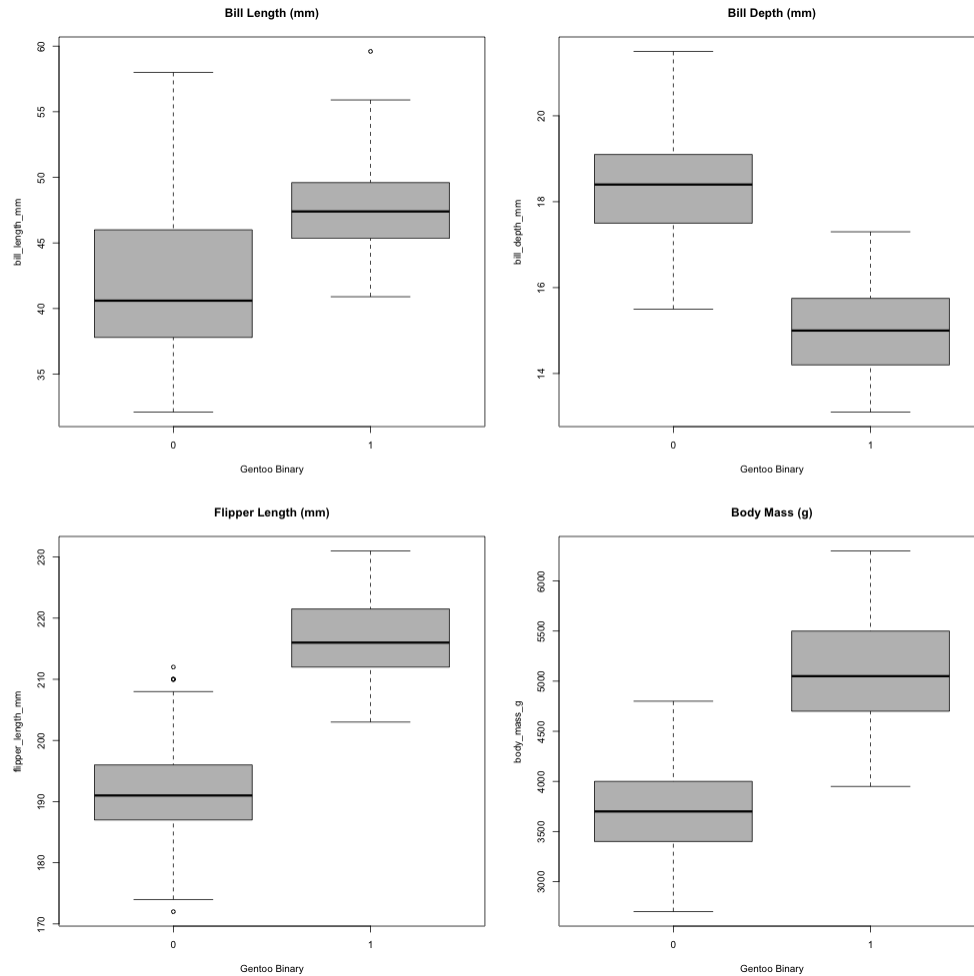 Bill Length (mm)
bill_length_mm
60
55
50
45
40
35
0
1
Gentoo Binary
Bill Depth (mm)
bill_depth_mm
20
18
16
14
0
1
Gentoo Binary
Flipper Length (mm)
flipper_length_mm
230
220
210
200
190
180
170
0
1
Gentoo Binary
Body Mass (g)
body_mass_g
6000
5500
5000
4500
4000
3500
3000
0
1
Gentoo Binary